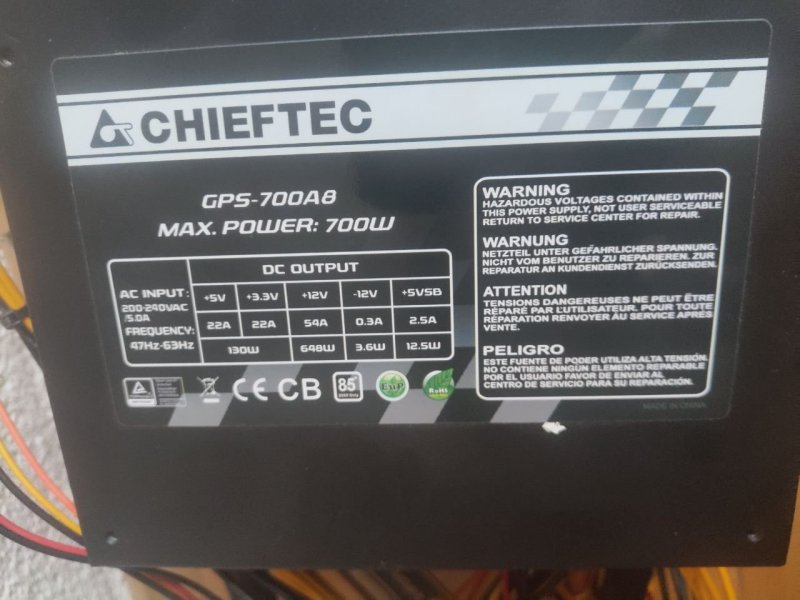 CHIEFTEC
GPS-700A8
MAX. POWER: 700W
DC OUTPUT
AC INPUT: +5V +3.3V +12V -12V +5VSB
200-240VAC
/5.0A
22A 22A 54A 0.3A 2.5A
FREQUENCY:
47Hz-63Hz
130W 648W 3.6W 12.5W
CE CB 85 EuP RoHS
WARNING
HAZARDOUS VOLTAGES CONTAINED WITHIN
THIS POWER SUPPLY, NOT USER SERVICEABLE
RETURN TO SERVICE CENTER FOR REPAIR.
WARNUNG
NETZTEIL UNTER GEFÄHRLICHER SPANNUNG.
NICHT VOM BENUTZER ZU REPARIEREN. ZUR
REPARATUR AN KUNDENDIENST ZURÜCKSENDEN.
ATTENTION
TENSIONS DANGEREUSES NE PEUT ÊTRE
RÉPARÉ PAR L'UTILISATEUR. POUR TOUTE
RÉPARATION RENVOYER AU SERVICE APRÈS
VENTE.
PELIGRO
ESTE FUENTE DE PODER UTILIZA ALTA TENSIÓN.
NO CONTIENE NINGÚN ELEMENTO REPARABLE
POR EL USUARIO FAVOR DE ENVIAR AL
CENTRO DE SERVICIO PARA SU REPARACIÓN.
MADE IN CHINA